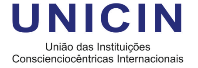 UNICIN
União das Instituições
Conscienciocêntricas Internacionais